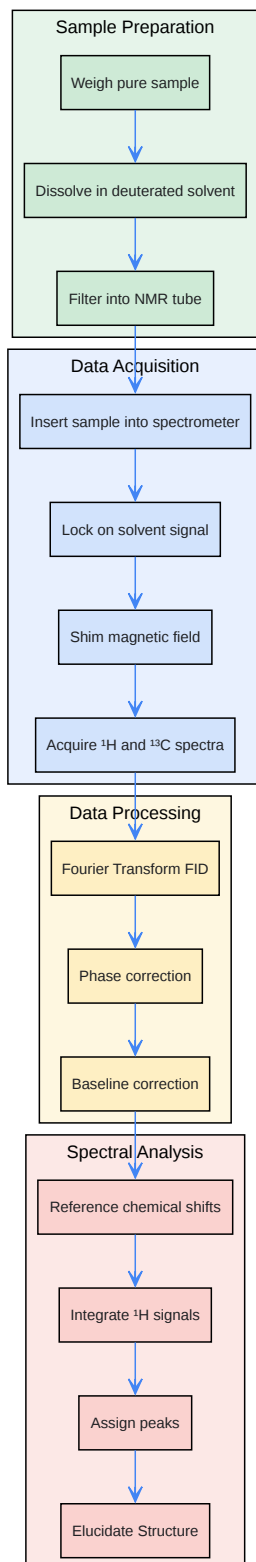 Sample Preparation
Weigh pure sample
Dissolve in deuterated solvent
Filter into NMR tube
Data Acquisition
Insert sample into spectrometer
Lock on solvent signal
Shim magnetic field
Acquire ¹H and ¹³C spectra
Data Processing
Fourier Transform FID
Phase correction
Baseline correction
Spectral Analysis
Reference chemical shifts
Integrate ¹H signals
Assign peaks
Elucidate Structure